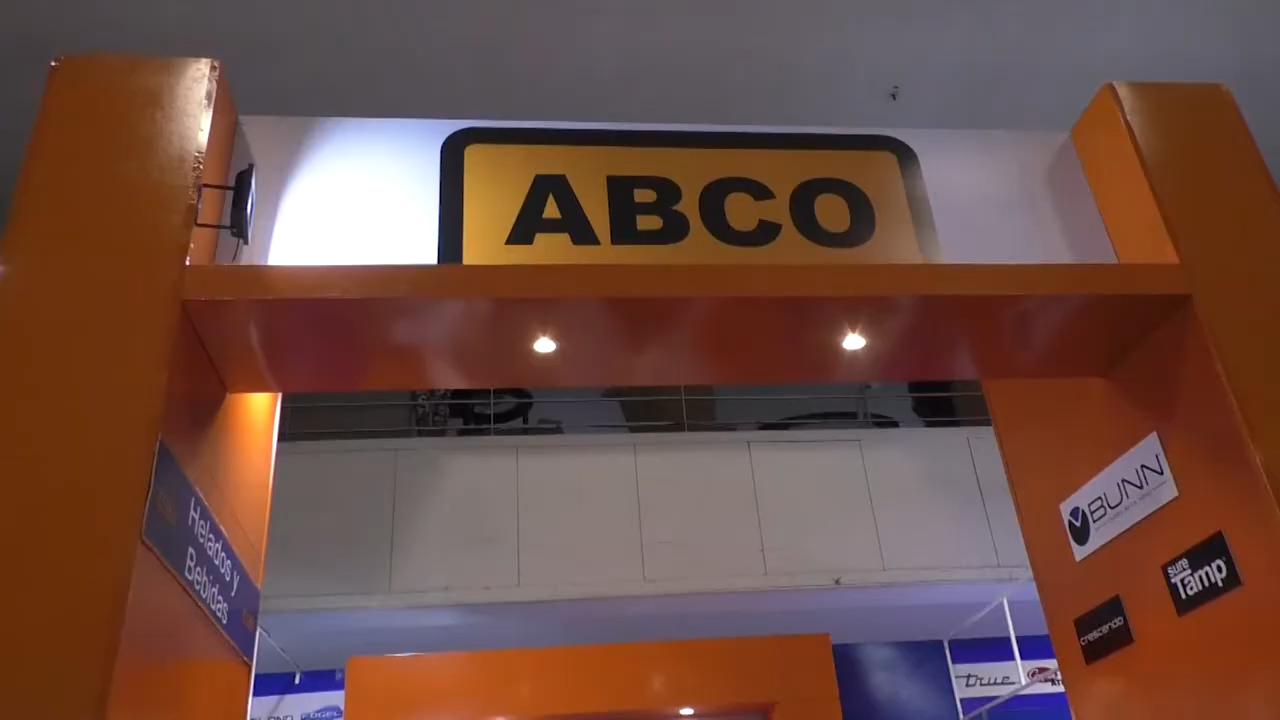 ABCO
Helados y
Bebidas
BUNN
sure
Tamp
crescendo
true